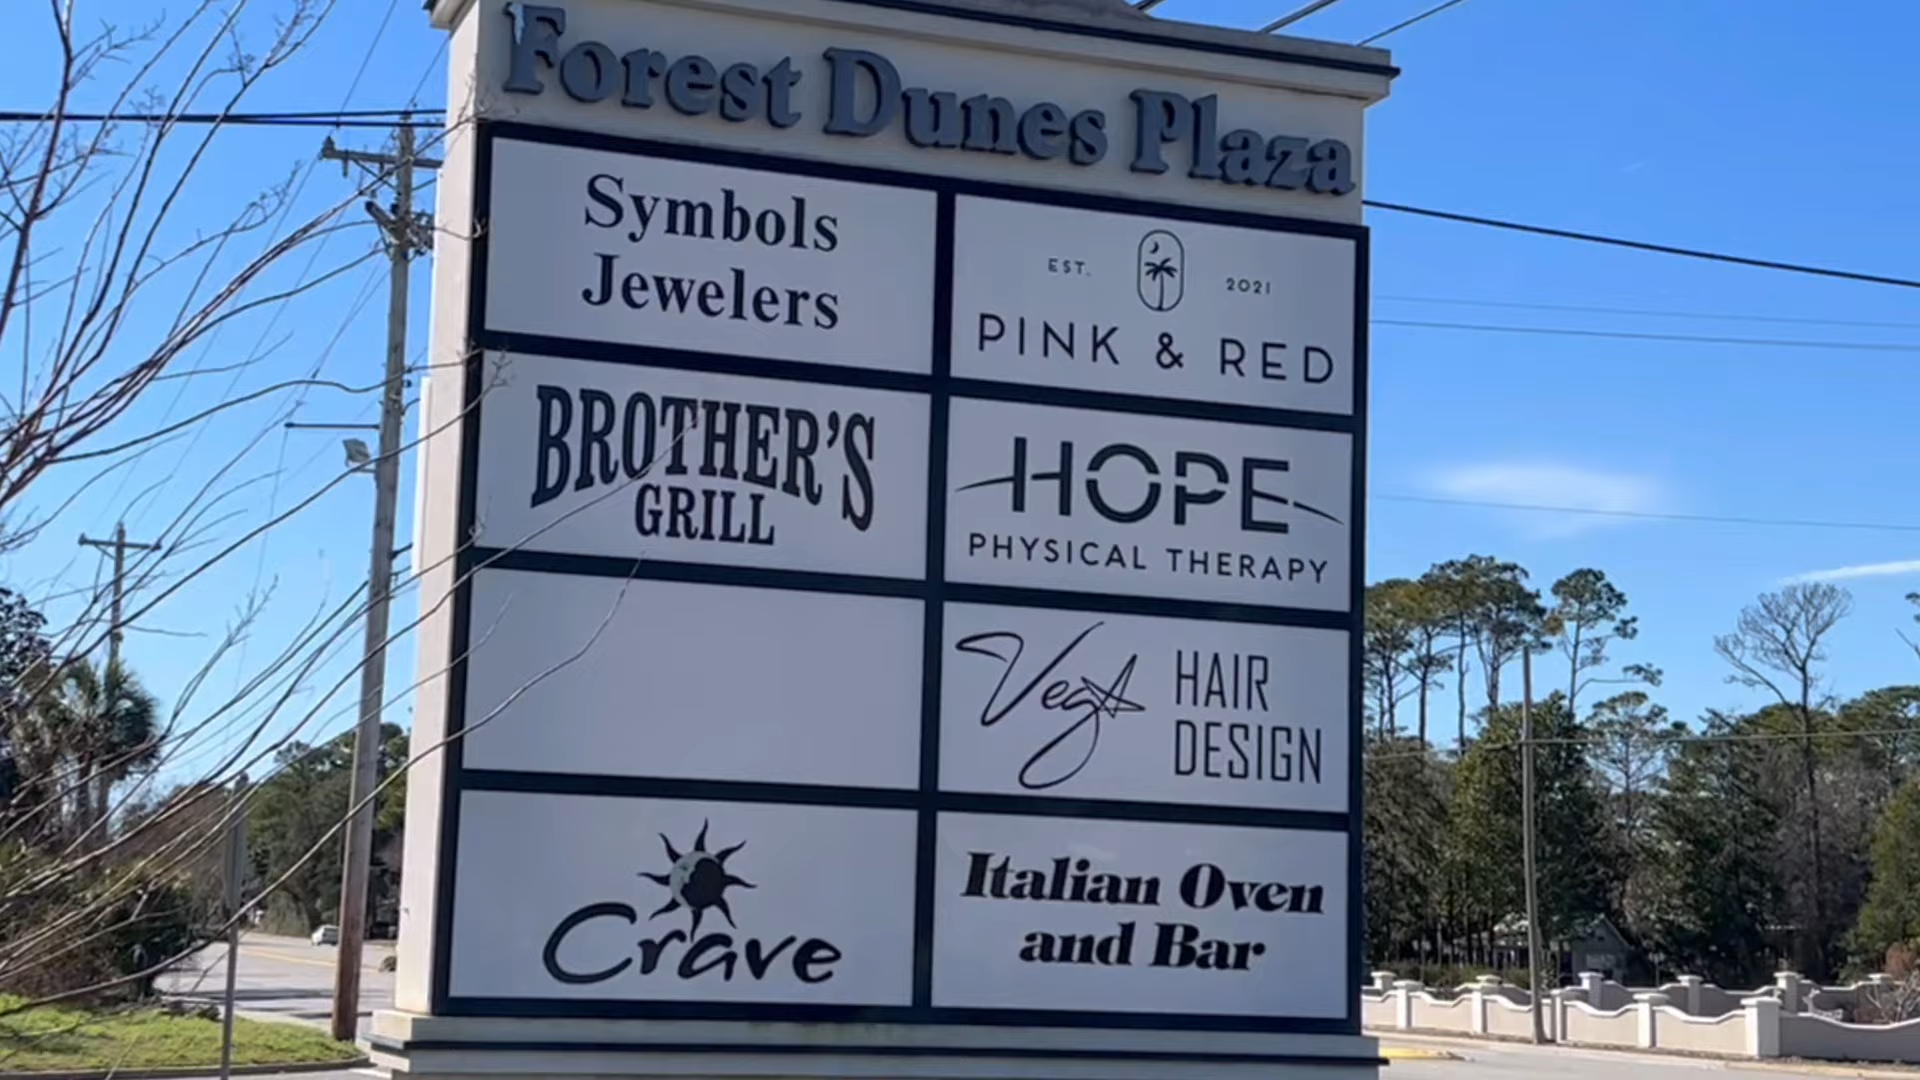 Forest Dunes Plaza
Symbols
Jewelers
EST. 2021
PINK & RED
BROTHER'S
GRILL
HOPE
PHYSICAL THERAPY
Vega HAIR
DESIGN
Crave
Italian Oven
and Bar